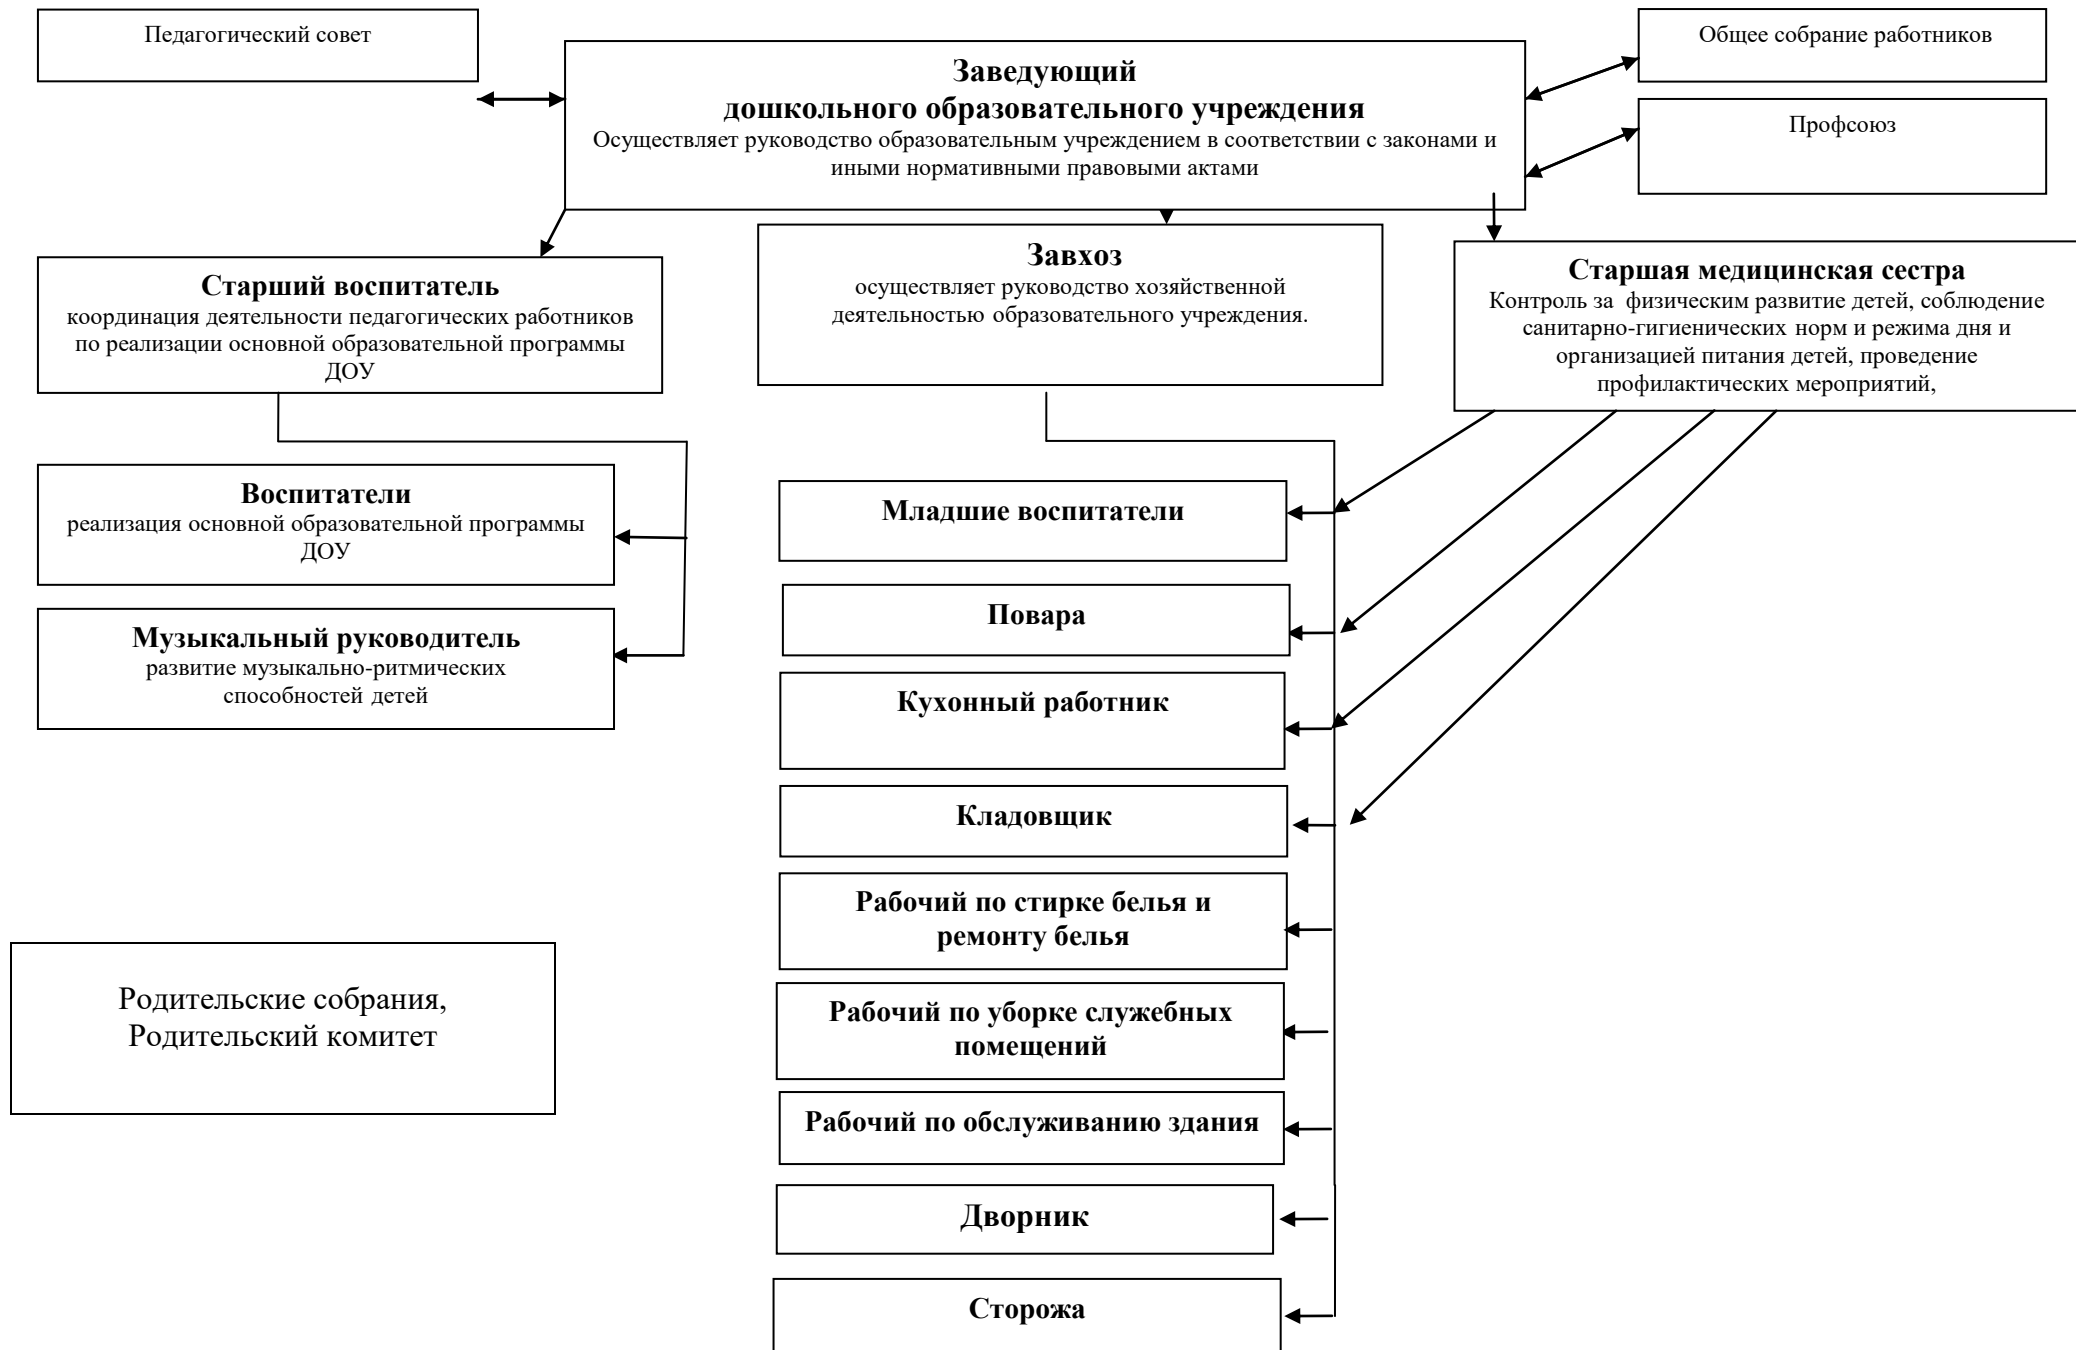 Педагогический совет
Заведующий
дошкольного образовательного учреждения
Осуществляет руководство образовательным учреждением в соответствии с законами и
иными нормативными правовыми актами
Общее собрание работников
Профсоюз
Старший воспитатель
координация деятельности педагогических работников
по реализации основной образовательной программы
ДОУ
Завхоз
осуществляет руководство хозяйственной
деятельностью образовательного учреждения.
Старшая медицинская сестра
Контроль за  физическим развитие детей, соблюдение
санитарно-гигиенических норм и режима дня и
организацией питания детей, проведение
профилактических мероприятий,
Воспитатели
реализация основной образовательной программы
ДОУ
Музыкальный руководитель
развитие музыкально-ритмических
способностей детей
Младшие воспитатели
Повара
Кухонный работник
Кладовщик
Рабочий по стирке белья и
ремонту белья
Рабочий по уборке служебных
помещений
Рабочий по обслуживанию здания
Дворник
Сторожа
Родительские собрания,
Родительский комитет